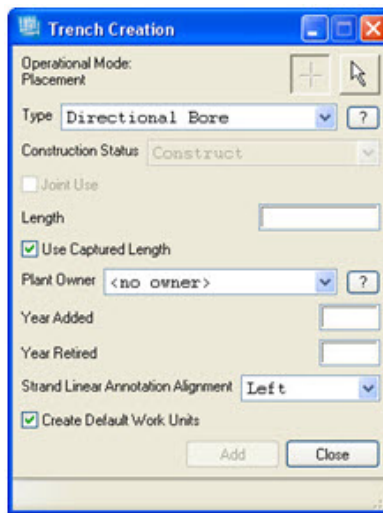 Trench Creation
Operational Mode:
Placement
Type Directional Bore ?
Construction Status Construct
Joint Use
Length
Use Captured Length
Plant Owner <no owner> ?
Year Added
Year Retired
Strand Linear Annotation Alignment Left
Create Default Work Units
Add Close